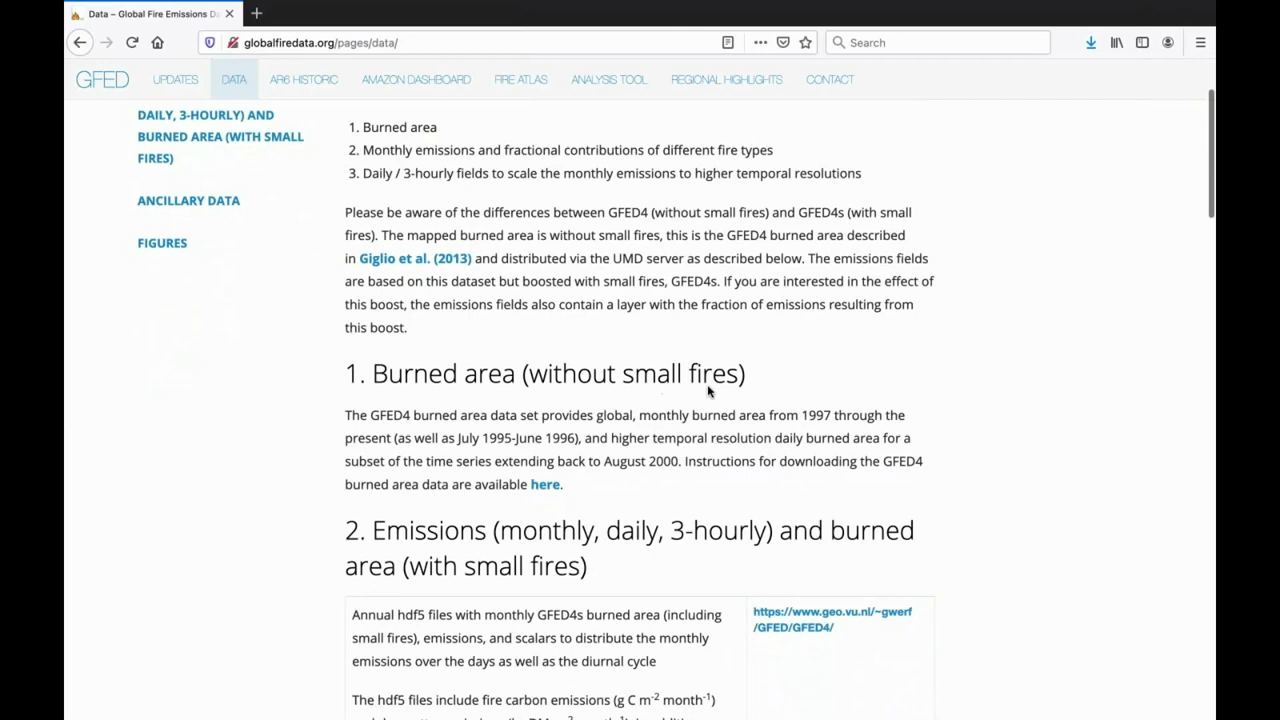 Data – Global Fire Emissions Da
globalfiredata.org/pages/data/
Search
GFED
UPDATES
DATA
AR6 HISTORIC
AMAZON DASHBOARD
FIRE ATLAS
ANALYSIS TOOL
REGIONAL HIGHLIGHTS
CONTACT
DAILY, 3-HOURLY) AND
BURNED AREA (WITH SMALL
FIRES)
ANCILLARY DATA
FIGURES
1. Burned area
2. Monthly emissions and fractional contributions of different fire types
3. Daily / 3-hourly fields to scale the monthly emissions to higher temporal resolutions
Please be aware of the differences between GFED4 (without small fires) and GFED4s (with small
fires). The mapped burned area is without small fires, this is the GFED4 burned area described
in Giglio et al. (2013) and distributed via the UMD server as described below. The emissions fields
are based on this dataset but boosted with small fires, GFED4s. If you are interested in the effect of
this boost, the emissions fields also contain a layer with the fraction of emissions resulting from
this boost.
1. Burned area (without small fires)
The GFED4 burned area data set provides global, monthly burned area from 1997 through the
present (as well as July 1995-June 1996), and higher temporal resolution daily burned area for a
subset of the time series extending back to August 2000. Instructions for downloading the GFED4
burned area data are available here.
2. Emissions (monthly, daily, 3-hourly) and burned
area (with small fires)
Annual hdf5 files with monthly GFED4s burned area (including
small fires), emissions, and scalars to distribute the monthly
emissions over the days as well as the diurnal cycle
The hdf5 files include fire carbon emissions (g C m⁻² month⁻¹)
https://www.geo.vu.nl/~gwerf
/GFED/GFED4/